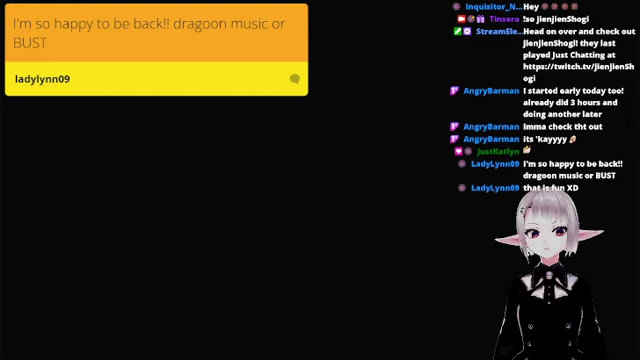 I'm so happy to be back!! dragoon music or
BUST
ladylynn09
Inquisitor_N... Hey
Tinsera !so jienjienShogi
StreamEle... Head on over and check out
jienjienShogi! they last
played Just Chatting at
https://twitch.tv/jienjienSh
ogi
AngryBarman I started early today too!
already did 3 hours and
doing another later
AngryBarman Imma check tht out
AngryBarman its 'kayyyy
JustKatlyn
LadyLynn09 I'm so happy to be back!!
dragoon music or BUST
LadyLynn09 that is fun XD